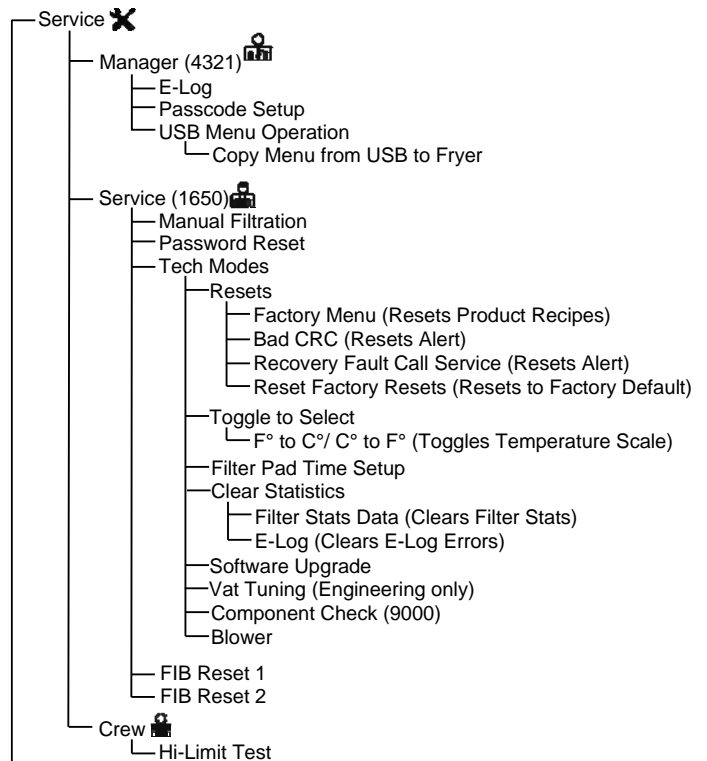 Service
Manager (4321)
E-Log
Passcode Setup
USB Menu Operation
Copy Menu from USB to Fryer
Service (1650)
Manual Filtration
Password Reset
Tech Modes
Resets
Factory Menu (Resets Product Recipes)
Bad CRC (Resets Alert)
Recovery Fault Call Service (Resets Alert)
Reset Factory Resets (Resets to Factory Default)
Toggle to Select
F° to C°/ C° to F° (Toggles Temperature Scale)
Filter Pad Time Setup
Clear Statistics
Filter Stats Data (Clears Filter Stats)
E-Log (Clears E-Log Errors)
Software Upgrade
Vat Tuning (Engineering only)
Component Check (9000)
Blower
FIB Reset 1
FIB Reset 2
Crew
Hi-Limit Test